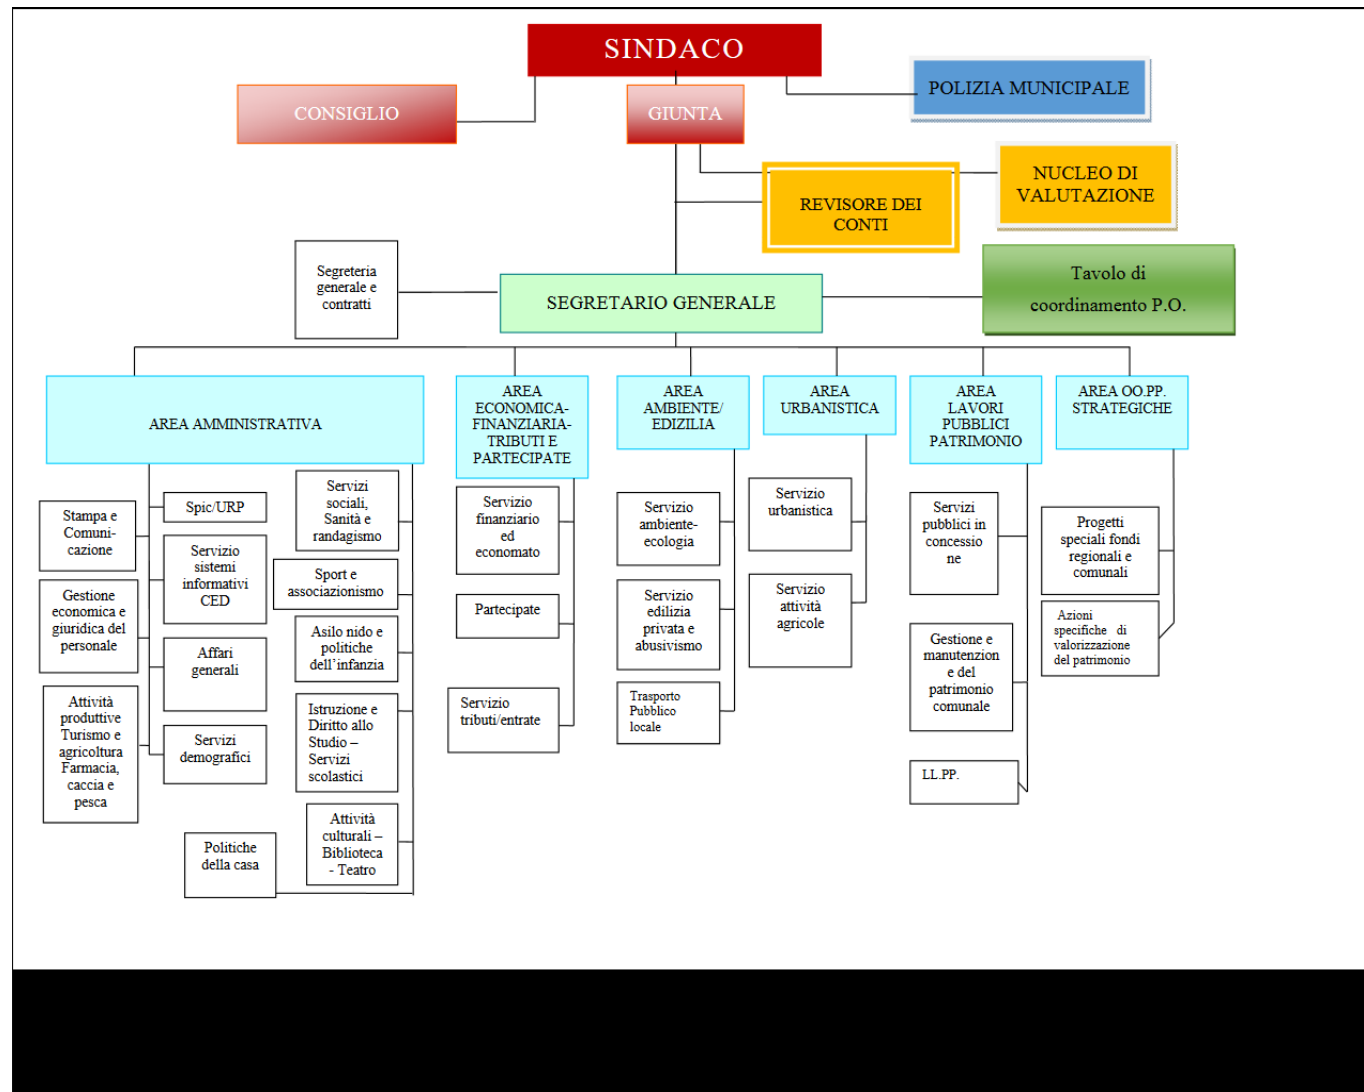 SINDACO
CONSIGLIO
GIUNTA
POLIZIA MUNICIPALE
NUCLEO DI
VALUTAZIONE
REVISORE DEI
CONTI
Segreteria
generale e
contratti
SEGRETARIO GENERALE
Tavolo di
coordinamento P.O.
AREA AMMINISTRATIVA
AREA
ECONOMICA-
FINANZIARIA-
TRIBUTI E
PARTECIPATE
AREA
AMBIENTE/
EDIZILIA
AREA
URBANISTICA
AREA
LAVORI
PUBBLICI
PATRIMONIO
AREA OO.PP.
STRATEGICHE
Stampa e
Comuni-
cazione
Gestione
economica e
giuridica del
personale
Attività
produttive
Turismo e
agricoltura
Farmacia,
caccia e
pesca
Spic/URP
Servizio
sistemi
informativi
CED
Affari
generali
Servizi
demografici
Politiche
della casa
Servizi
sociali,
Sanità e
randagismo
Sport e
associazionismo
Asilo nido e
politiche
dell’infanzia
Istruzione e
Diritto allo
Studio –
Servizi
scolastici
Attività
culturali –
Biblioteca
- Teatro
Servizio
finanziario
ed
economato
Partecipate
Servizio
tributi/entrate
Servizio
ambiente-
ecologia
Servizio
edilizia
privata e
abusivismo
Trasporto
Pubblico
locale
Servizio
urbanistica
Servizio
attività
agricole
Servizi
pubblici in
concessio
ne
Gestione e
manutenzion
e del
patrimonio
comunale
LL.PP.
Progetti
speciali fondi
regionali e
comunali
Azioni
specifiche di
valorizzazione
del patrimonio